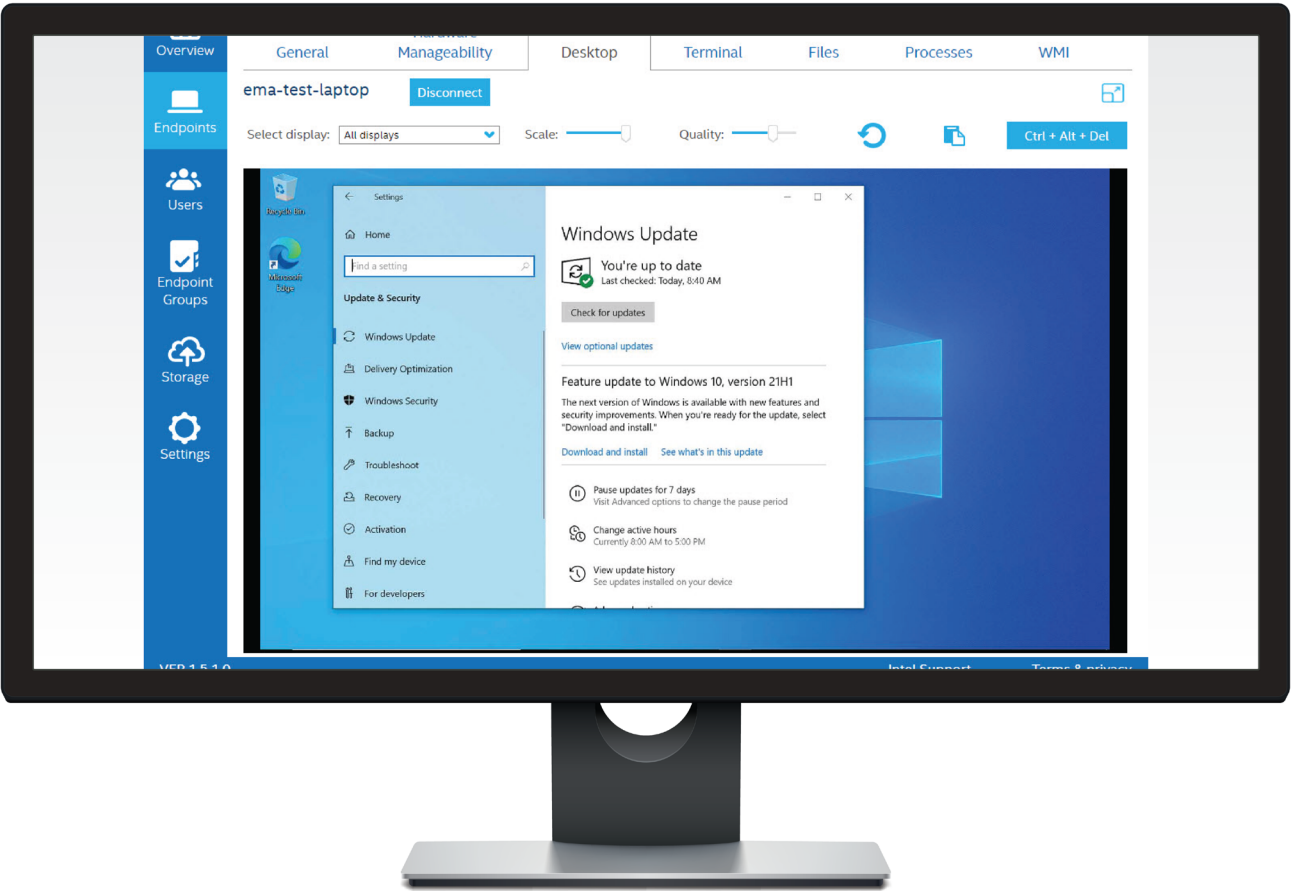 Overview
General
Hardware
Manageability
Desktop
Terminal
Files
Processes
WMI
ema-test-laptop
Disconnect
Endpoints
Select display:
All displays
Scale:
Quality:
Ctrl + Alt + Del
Users
Endpoint
Groups
Storage
Settings
Recycle Bin
Microsoft
Edge
Settings
Home
Find a setting
Update & Security
Windows Update
Delivery Optimization
Windows Security
Backup
Troubleshoot
Recovery
Activation
Find my device
For developers
Windows Update
You're up to date
Last checked: Today, 8:40 AM
Check for updates
View optional updates
Feature update to Windows 10, version 21H1
The next version of Windows is available with new features and
security improvements. When you're ready for the update, select
"Download and install."
Download and install See what's in this update
Pause updates for 7 days
Visit Advanced options to change the pause period
Change active hours
Currently 8:00 AM to 5:00 PM
View update history
See updates installed on your device
VER 1.5.1.0
Intel Support
Terms & privacy